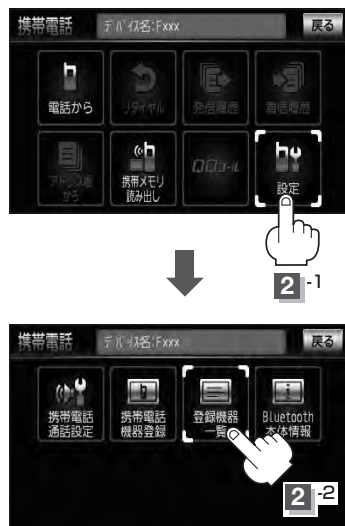 携帯電話 デバイス名:Fxxx 戻る
電話から
リダイヤル
発信履歴
着信履歴
アドレス帳
から
携帯メモリ
読み出し
QQコール
設定
2 -1
携帯電話 デバイス名:Fxxx 戻る
携帯電話
通話設定
携帯電話
機器登録
登録機器
一覧
Bluetooth
本体情報
2 -2